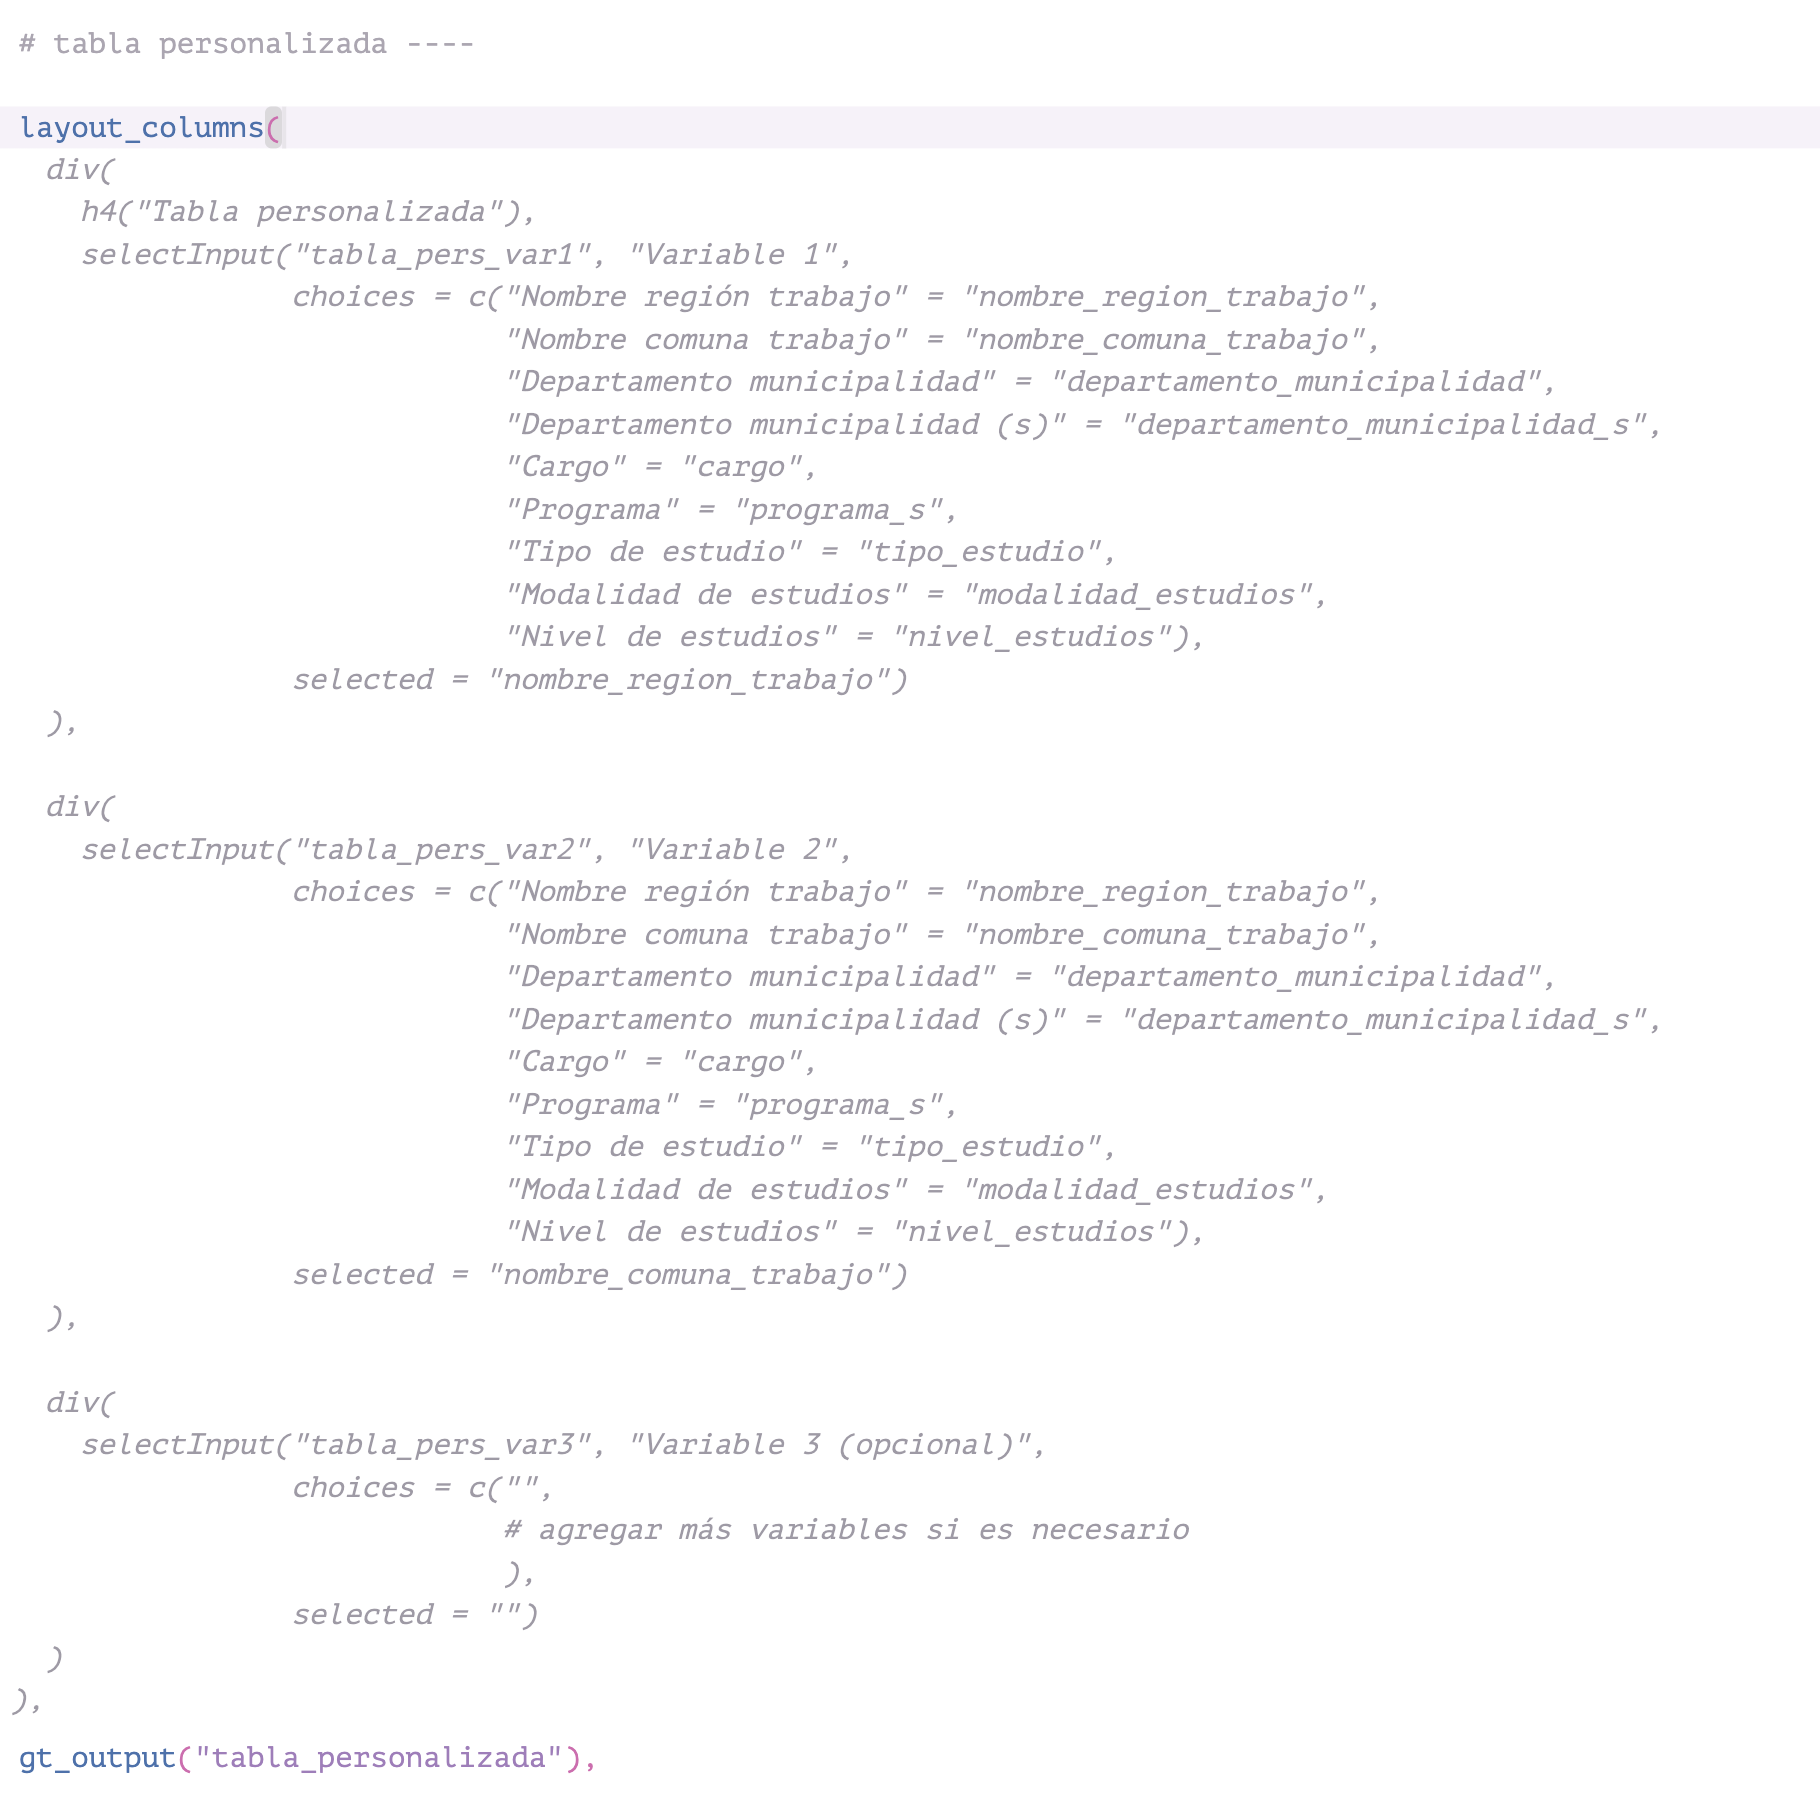 # tabla personalizada ----
layout_columns(
  div(
    h4("Tabla personalizada"),
    selectInput("tabla_pers_var1", "Variable 1",
                choices = c("Nombre región trabajo" = "nombre_region_trabajo",
                            "Nombre comuna trabajo" = "nombre_comuna_trabajo",
                            "Departamento municipalidad" = "departamento_municipalidad",
                            "Departamento municipalidad (s)" = "departamento_municipalidad_s",
                            "Cargo" = "cargo",
                            "Programa" = "programa_s",
                            "Tipo de estudio" = "tipo_estudio",
                            "Modalidad de estudios" = "modalidad_estudios",
                            "Nivel de estudios" = "nivel_estudios"),
                selected = "nombre_region_trabajo")
  ),
  div(
    selectInput("tabla_pers_var2", "Variable 2",
                choices = c("Nombre región trabajo" = "nombre_region_trabajo",
                            "Nombre comuna trabajo" = "nombre_comuna_trabajo",
                            "Departamento municipalidad" = "departamento_municipalidad",
                            "Departamento municipalidad (s)" = "departamento_municipalidad_s",
                            "Cargo" = "cargo",
                            "Programa" = "programa_s",
                            "Tipo de estudio" = "tipo_estudio",
                            "Modalidad de estudios" = "modalidad_estudios",
                            "Nivel de estudios" = "nivel_estudios"),
                selected = "nombre_comuna_trabajo")
  ),
  div(
    selectInput("tabla_pers_var3", "Variable 3 (opcional)",
                choices = c("",
                            # agregar más variables si es necesario
                            ),
                selected = "")
  )
),
gt_output("tabla_personalizada"),